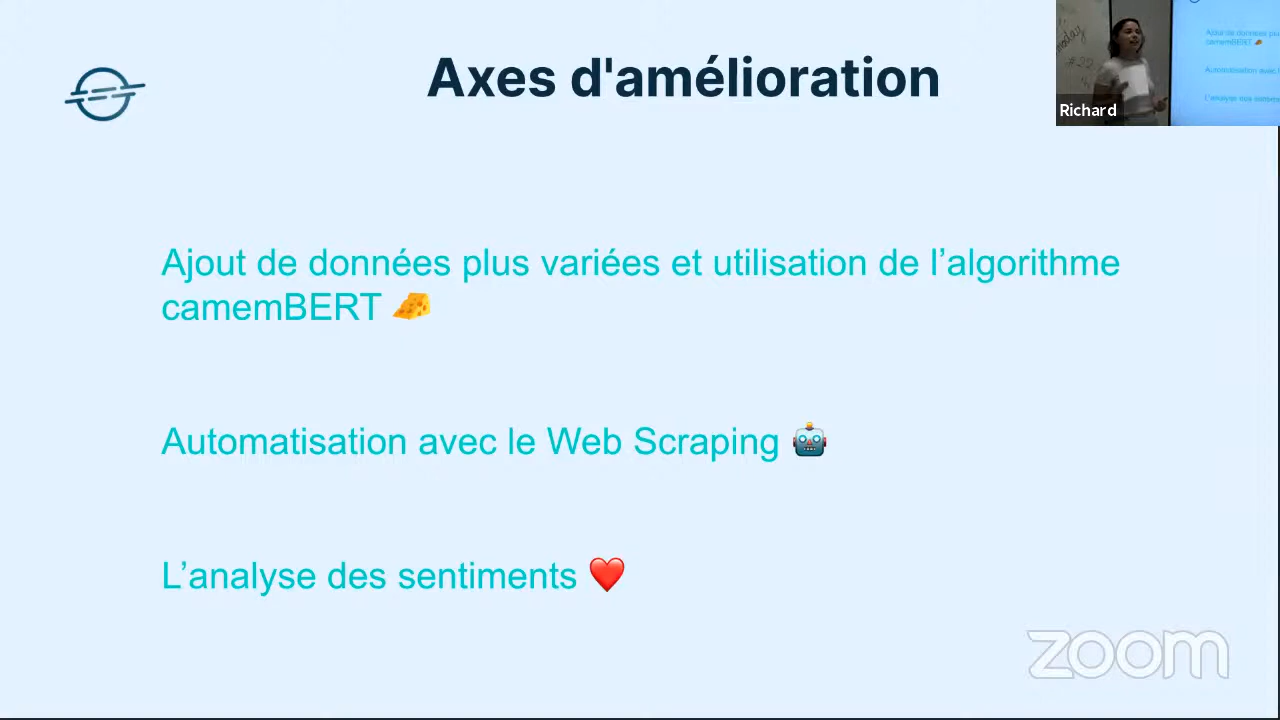 Axes d'amélioration
Richard
Ajout de données plus variées et utilisation de l’algorithme
camemBERT 🧀
Automatisation avec le Web Scraping 🤖
L’analyse des sentiments ❤️
zoom